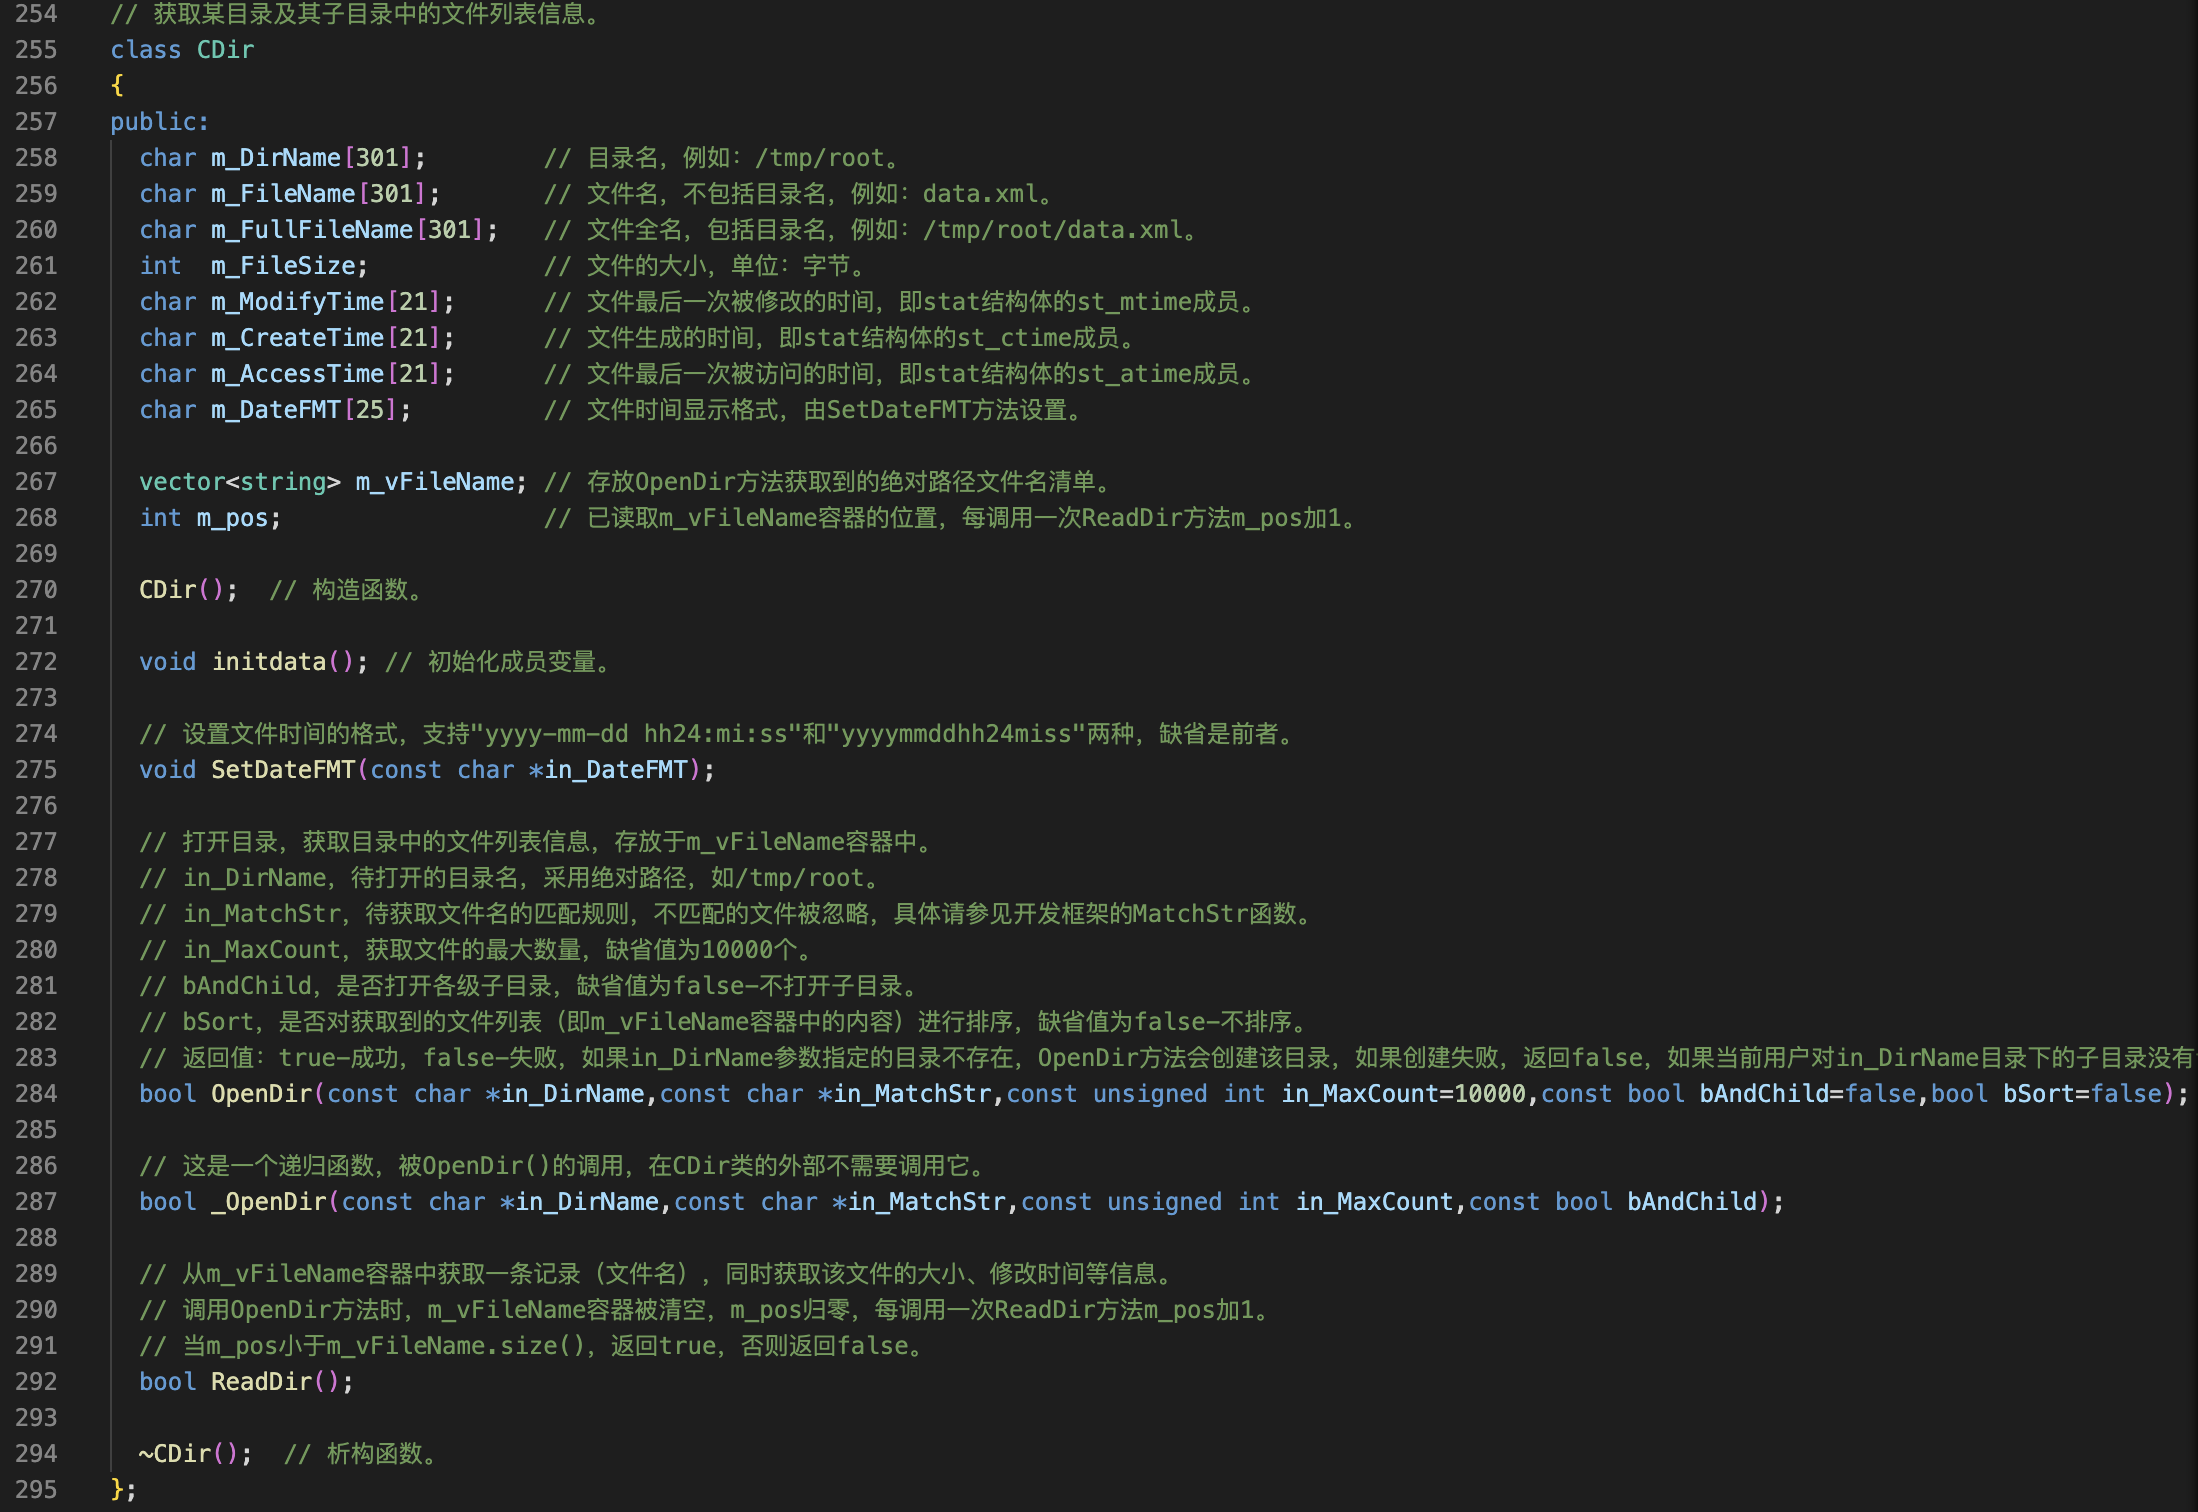 254 // 获取某目录及其子目录中的文件列表信息。
255 class CDir
256 {
257 public:
258 char m_DirName[301]; // 目录名，例如：/tmp/root。
259 char m_FileName[301]; // 文件名，不包括目录名，例如：data.xml。
260 char m_FullFileName[301]; // 文件全名，包括目录名，例如：/tmp/root/data.xml。
261 int m_FileSize; // 文件的大小，单位：字节。
262 char m_ModifyTime[21]; // 文件最后一次被修改的时间，即stat结构体的st_mtime成员。
263 char m_CreateTime[21]; // 文件生成的时间，即stat结构体的st_ctime成员。
264 char m_AccessTime[21]; // 文件最后一次被访问的时间，即stat结构体的st_atime成员。
265 char m_DateFMT[25]; // 文件时间显示格式，由SetDateFMT方法设置。
266
267 vector<string> m_vFileName; // 存放OpenDir方法获取到的绝对路径文件名清单。
268 int m_pos; // 已读取m_vFileName容器的位置，每调用一次ReadDir方法m_pos加1。
269
270 CDir(); // 构造函数。
271
272 void initdata(); // 初始化成员变量。
273
274 // 设置文件时间的格式，支持"yyyy-mm-dd hh24:mi:ss"和"yyyymmddhh24miss"两种，缺省是前者。
275 void SetDateFMT(const char *in_DateFMT);
276
277 // 打开目录，获取目录中的文件列表信息，存放于m_vFileName容器中。
278 // in_DirName，待打开的目录名，采用绝对路径，如/tmp/root。
279 // in_MatchStr，待获取文件名的匹配规则，不匹配的文件被忽略，具体请参见开发框架的MatchStr函数。
280 // in_MaxCount，获取文件的最大数量，缺省值为10000个。
281 // bAndChild，是否打开各级子目录，缺省值为false-不打开子目录。
282 // bSort，是否对获取到的文件列表（即m_vFileName容器中的内容）进行排序，缺省值为false-不排序。
283 // 返回值：true-成功，false-失败，如果in_DirName参数指定的目录不存在，OpenDir方法会创建该目录，如果创建失败，返回false，如果当前用户对in_DirName目录下的子目录没有
284 bool OpenDir(const char *in_DirName,const char *in_MatchStr,const unsigned int in_MaxCount=10000,const bool bAndChild=false,bool bSort=false);
285
286 // 这是一个递归函数，被OpenDir()的调用，在CDir类的外部不需要调用它。
287 bool _OpenDir(const char *in_DirName,const char *in_MatchStr,const unsigned int in_MaxCount,const bool bAndChild);
288
289 // 从m_vFileName容器中获取一条记录（文件名），同时获取该文件的大小、修改时间等信息。
290 // 调用OpenDir方法时，m_vFileName容器被清空，m_pos归零，每调用一次ReadDir方法m_pos加1。
291 // 当m_pos小于m_vFileName.size()，返回true，否则返回false。
292 bool ReadDir();
293
294 ~CDir(); // 析构函数。
295 };